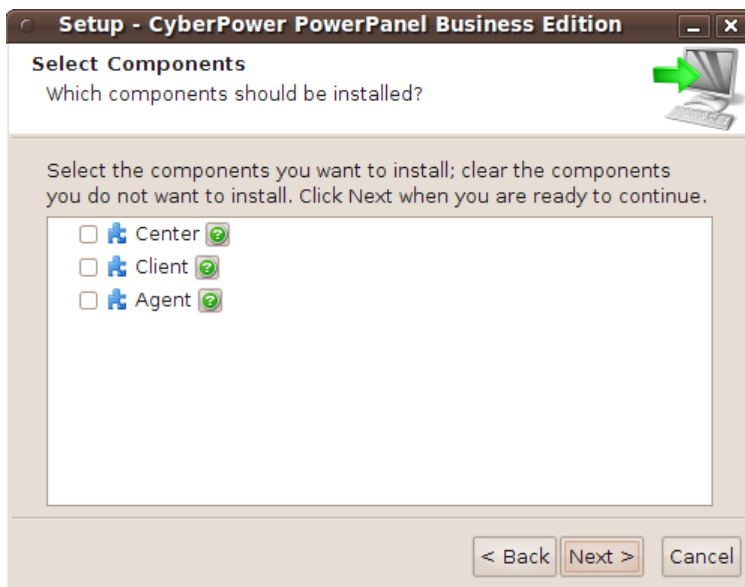 Setup - CyberPower PowerPanel Business Edition
Select Components
Which components should be installed?
Select the components you want to install; clear the components
you do not want to install. Click Next when you are ready to continue.
Center
Client
Agent
< Back Next > Cancel